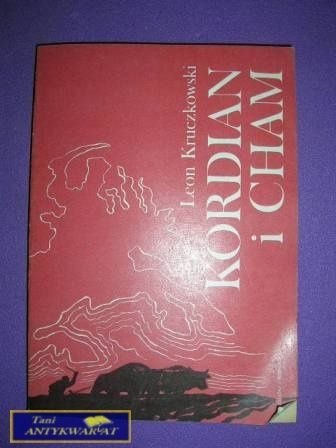 Leon Kruczkowski
KORDIAN
i CHAM
Tani
ANTYKWARIAT